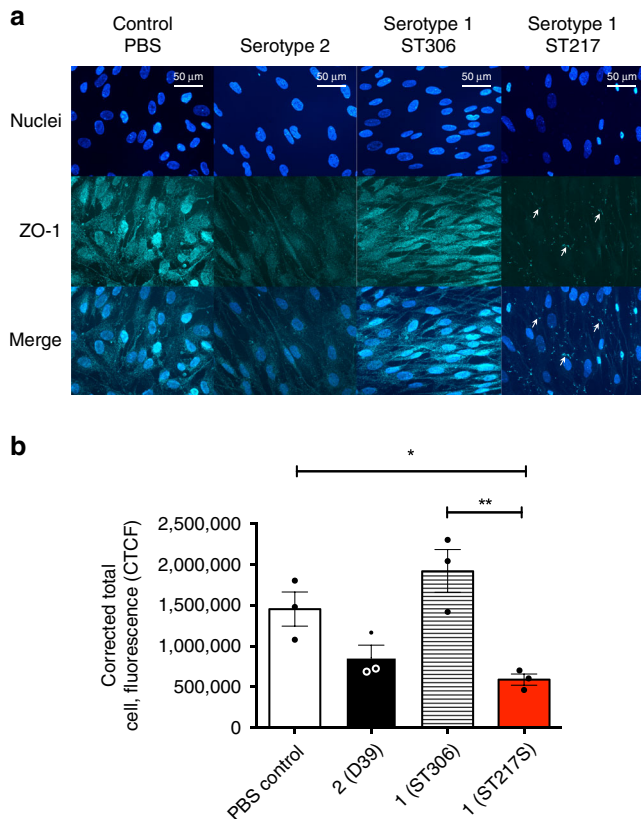 a
Control
PBS
Serotype 2
Serotype 1
ST306
Serotype 1
ST217
50 μm
50 μm
50 μm
50 μm
Nuclei
ZO-1
Merge
b
*
**
Corrected total
cell, fluorescence (CTCF)
2,500,000
2,000,000
1,500,000
1,000,000
500,000
0
PBS control
2 (D39)
1 (ST306)
1 (ST217S)